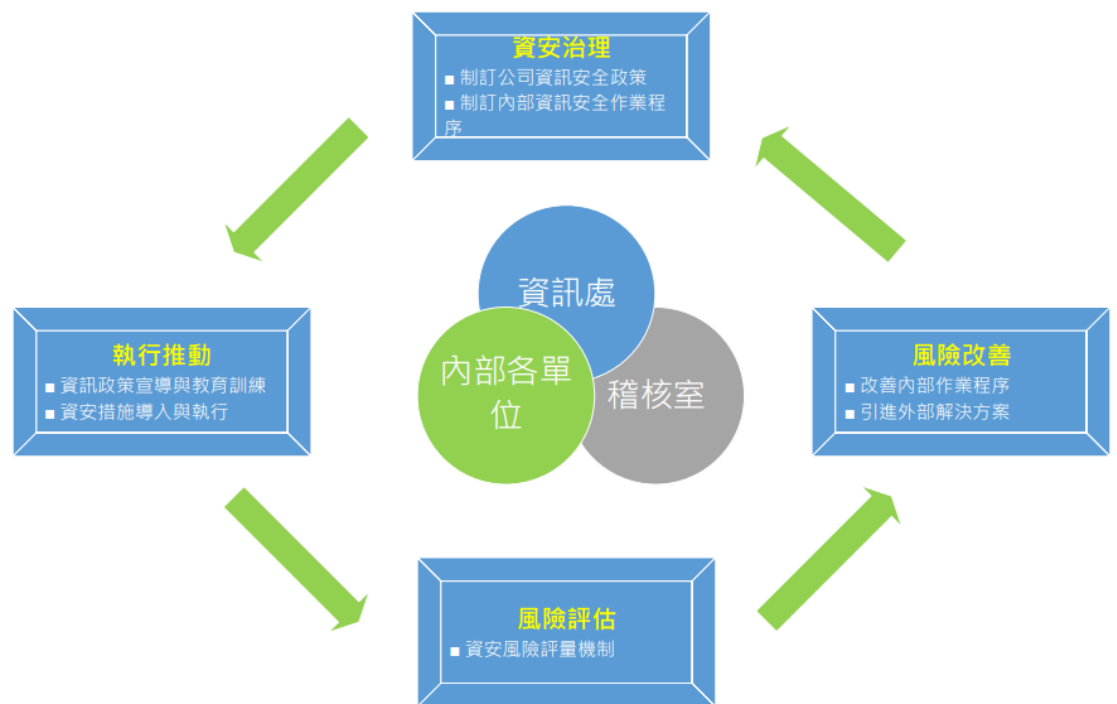 資安治理
■ 制訂公司資訊安全政策
■ 制訂內部資訊安全作業程
序
資訊處
執行推動
■ 資訊政策宣導與教育訓練
■ 資安措施導入與執行
內部各單
位
稽核室
風險改善
■ 改善內部作業程序
■ 引進外部解決方案
風險評估
■ 資安風險評量機制